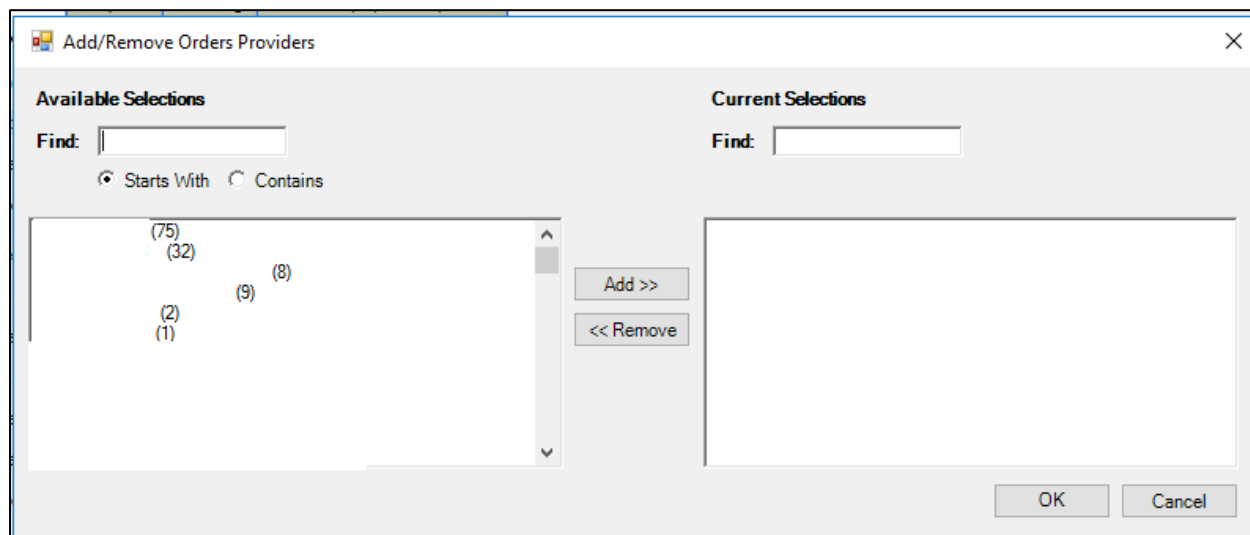 Add/Remove Orders Providers
Available Selections
Find:
Starts With
Contains
(75)
(32)
(8)
(9)
(2)
(1)
Add >>
<< Remove
Current Selections
Find:
OK
Cancel